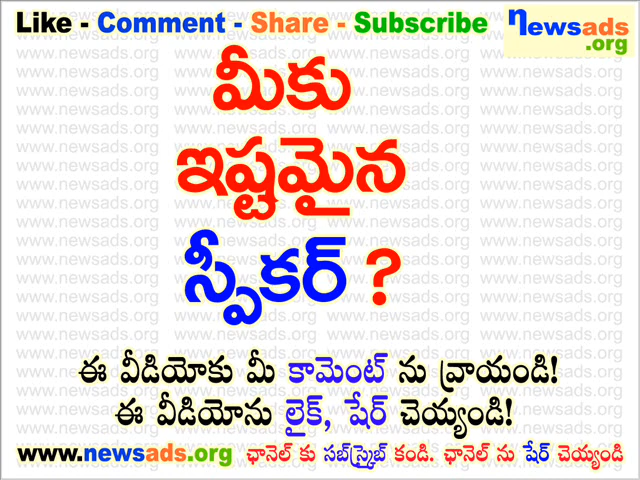 Like - Comment - Share - Subscribe
newsads
.org
మీకు
ఇష్టమైన
స్పీకర్ ?
ఈ వీడియోకు మీ కామెంట్ ను వ్రాయండి!
ఈ వీడియోను లైక్, షేర్ చెయ్యండి!
www.newsads.org ఛానెల్ కు సబ్‌స్క్రైబ్ కండి. ఛానెల్ ను షేర్ చెయ్యండి